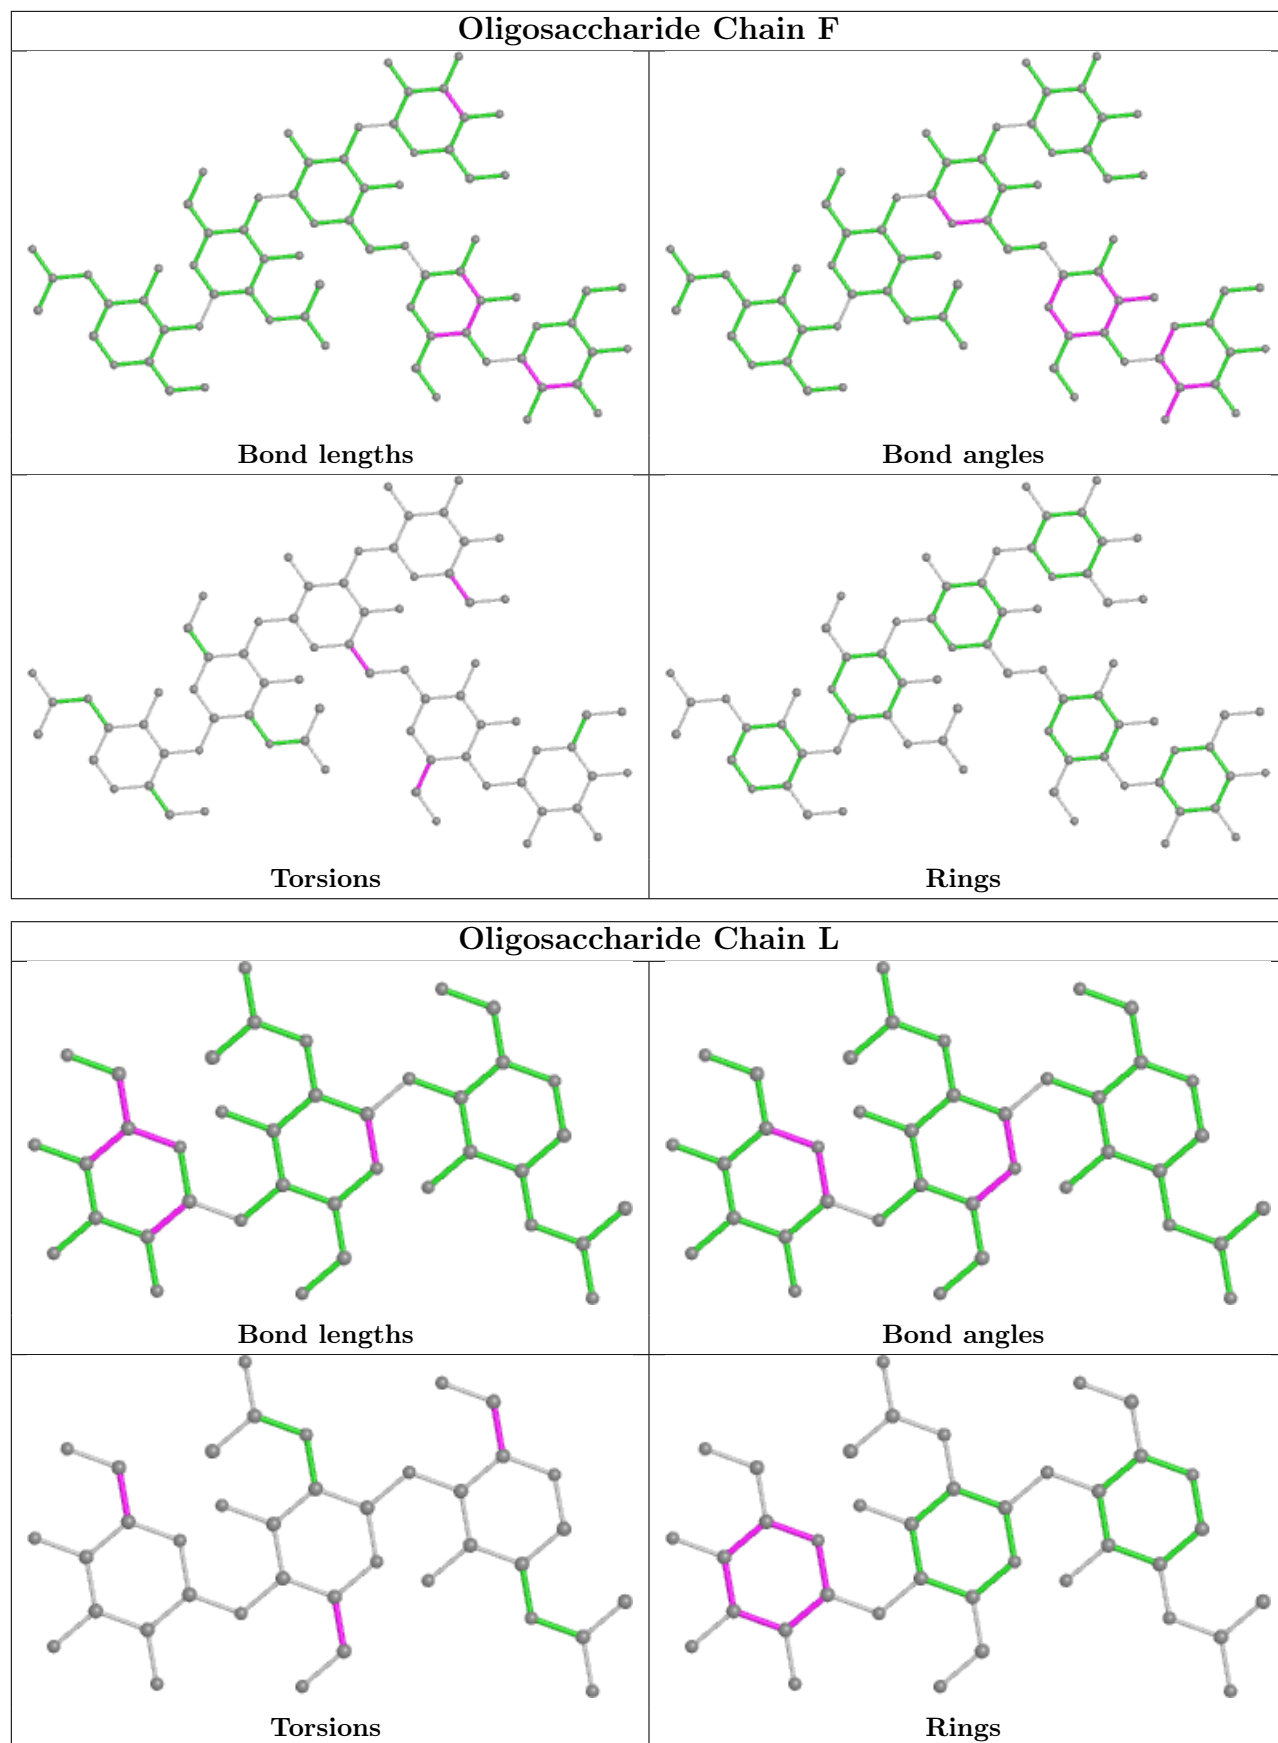 Oligosaccharide Chain F
Bond lengths
Bond angles
Torsions
Rings
Oligosaccharide Chain L
Bond lengths
Bond angles
Torsions
Rings